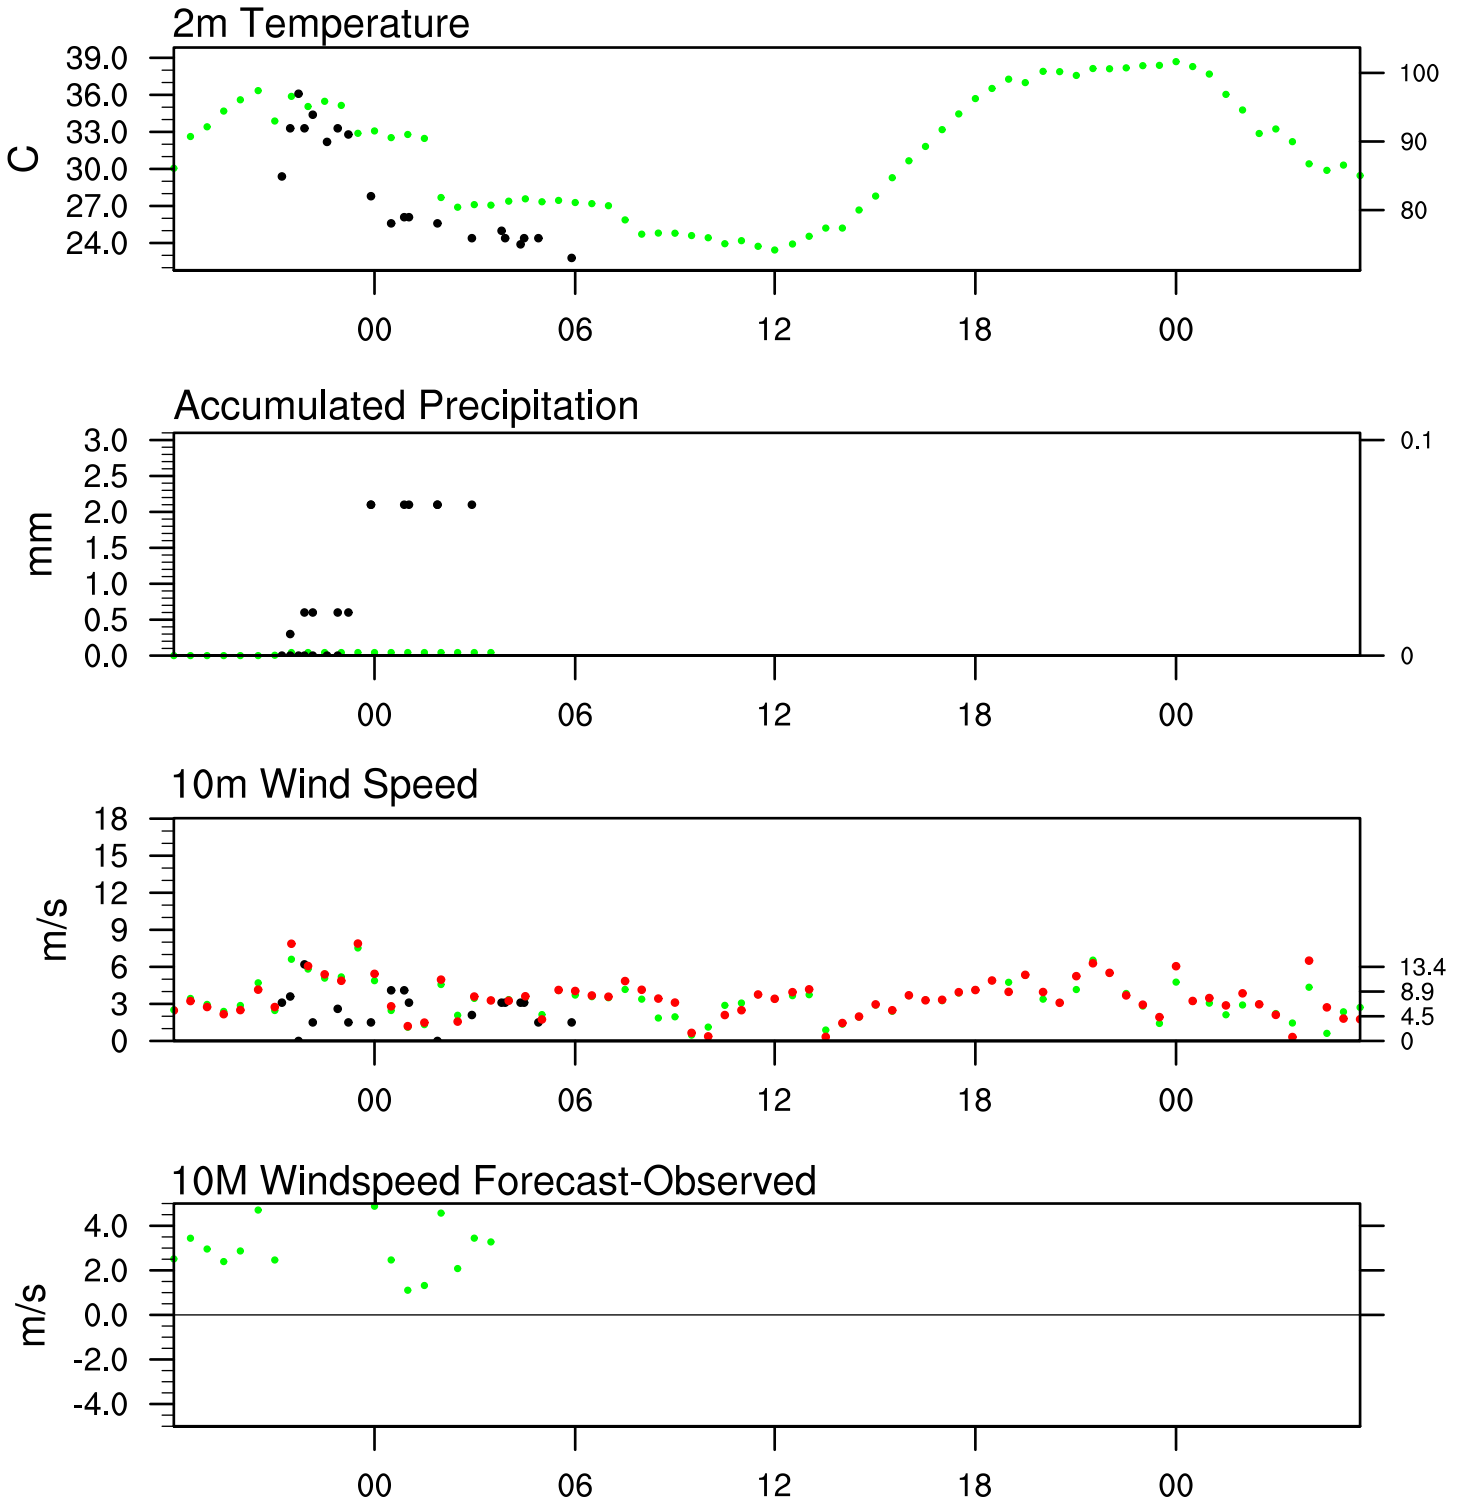 2m Temperature
39.0
36.0
33.0
30.0
27.0
24.0
C
100
90
80
00 06 12 18 00
Accumulated Precipitation
3.0
2.5
2.0
1.5
1.0
0.5
0.0
mm
0.1
0
00 06 12 18 00
10m Wind Speed
18
15
12
9
6
3
0
m/s
13.4
8.9
4.5
0
00 06 12 18 00
10M Windspeed Forecast-Observed
4.0
2.0
0.0
-2.0
-4.0
m/s
00 06 12 18 00